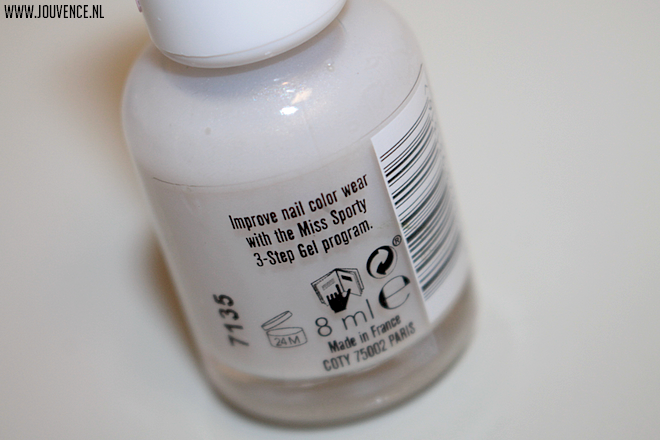 WWW.JOUVENCE.NL
Improve nail color wear
with the Miss Sporty
3-Step Gel program.
7135
24M
8 ml e
Made in France
COTY 75002 PARIS